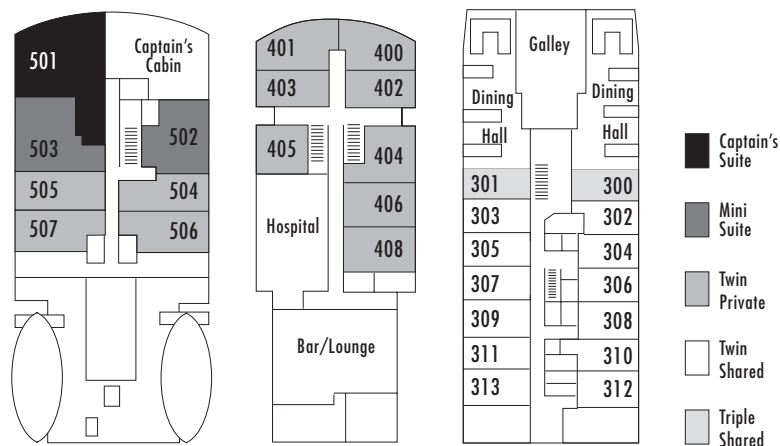 501
Captain's
Cabin
503
502
505
504
507
506
401
400
403
402
405
404
Hospital
406
408
Bar/Lounge
Galley
Dining
Hall
Dining
Hall
301
300
303
302
305
304
307
306
309
308
311
310
313
312
Captain's
Suite
Mini
Suite
Twin
Private
Twin
Shared
Triple
Shared